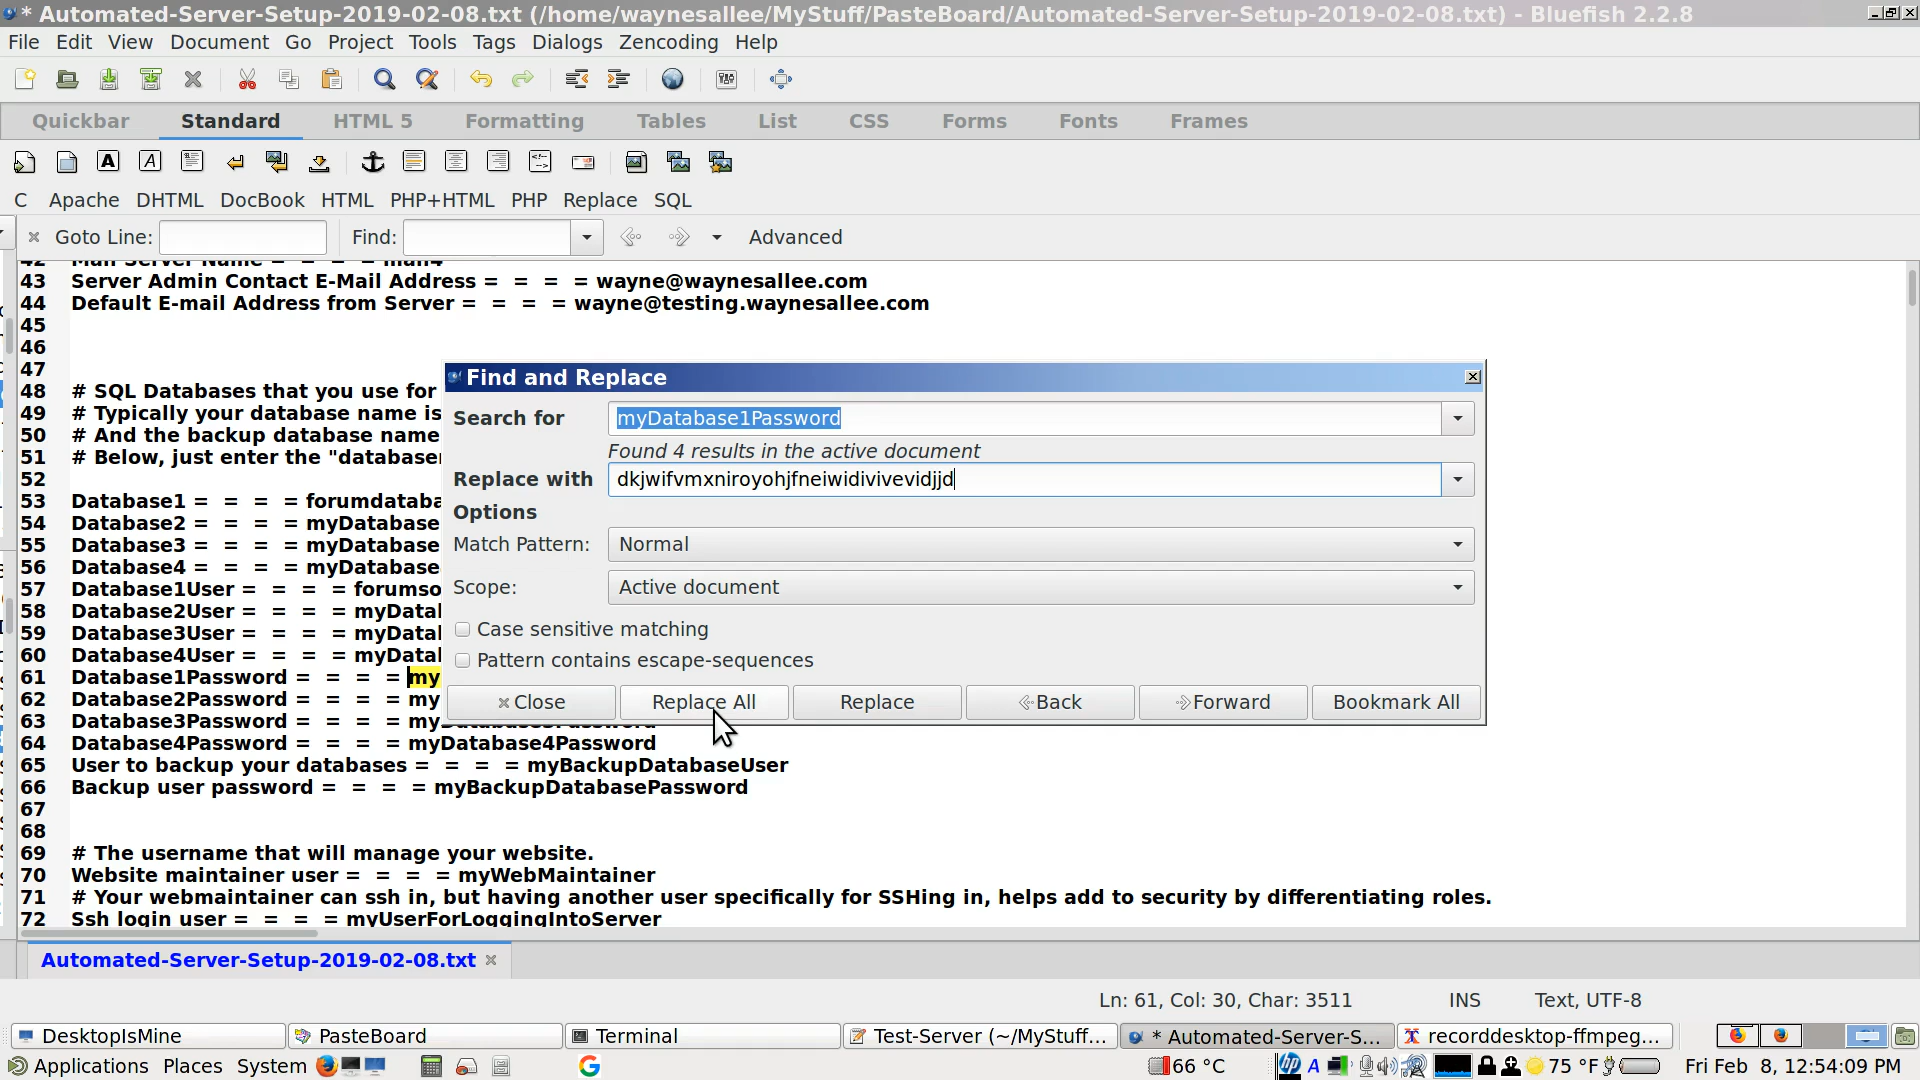 * Automated-Server-Setup-2019-02-08.txt (/home/waynesallee/MyStuff/PasteBoard/Automated-Server-Setup-2019-02-08.txt) - Bluefish 2.2.8
File Edit View Document Go Project Tools Tags Dialogs Zencoding Help
Quickbar Standard HTML 5 Formatting Tables List CSS Forms Fonts Frames
C Apache DHTML DocBook HTML PHP+HTML PHP Replace SQL
Goto Line: Find: Advanced
42 Mail Server Name = = = = mail4
43 Server Admin Contact E-Mail Address = = = = wayne@waynesallee.com
44 Default E-mail Address from Server = = = = wayne@testing.waynesallee.com
45
46
47
48 # SQL Databases that you use for
49 # Typically your database name is
50 # And the backup database name
51 # Below, just enter the "database
52
53 Database1 = = = = forumdatab
54 Database2 = = = = myDatabase
55 Database3 = = = = myDatabase
56 Database4 = = = = myDatabase
57 Database1User = = = = forumso
58 Database2User = = = = myDatal
59 Database3User = = = = myDatal
60 Database4User = = = = myDatal
61 Database1Password = = = = my
62 Database2Password = = = = my
63 Database3Password = = = = myDatabase3Password
64 Database4Password = = = = myDatabase4Password
65 User to backup your databases = = = = myBackupDatabaseUser
66 Backup user password = = = = myBackupDatabasePassword
67
68
69 # The username that will manage your website.
70 Website maintainer user = = = = myWebMaintainer
71 # Your webmaintainer can ssh in, but having another user specifically for SSHing in, helps add to security by differentiating roles.
72 Ssh login user = = = = myUserForLoggingIntoServer
Find and Replace
Search for myDatabase1Password
Found 4 results in the active document
Replace with dkjwifvmxniroyohjfneiwidivivevidjjd
Options
Match Pattern: Normal
Scope: Active document
Case sensitive matching
Pattern contains escape-sequences
Close Replace All Replace Back Forward Bookmark All
Automated-Server-Setup-2019-02-08.txt
Ln: 61, Col: 30, Char: 3511 INS Text, UTF-8
DesktopIsMine PasteBoard Terminal Test-Server (~/MyStuff... * Automated-Server-S... recorddesktop-ffmpeg...
Applications Places System 66 °C A 75 °F Fri Feb 8, 12:54:09 PM